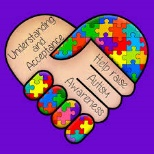 Understanding
and
Acceptance
Help raise
Autism
Awareness